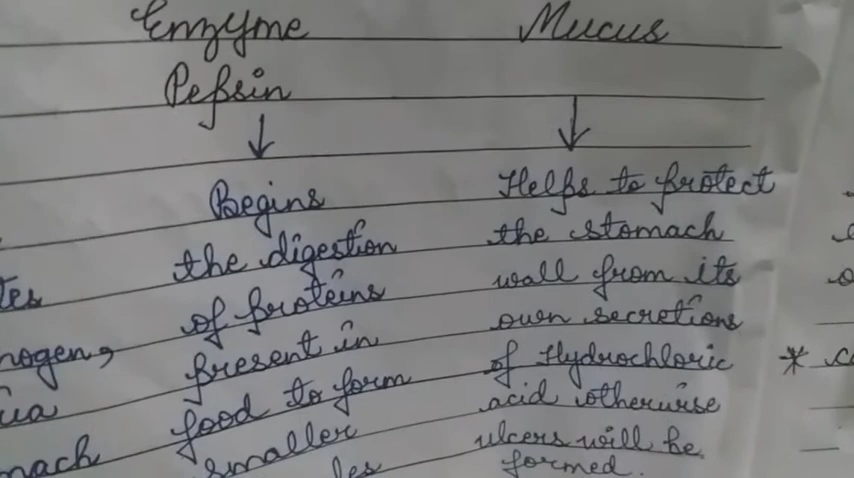 Enzyme Mucus
Pepsin
Begins Helps to protect
the digestion the stomach
of proteins wall from its
present in own secretions
food to form of Hydrochloric
smaller acid otherwise
ulcers will be
formed.